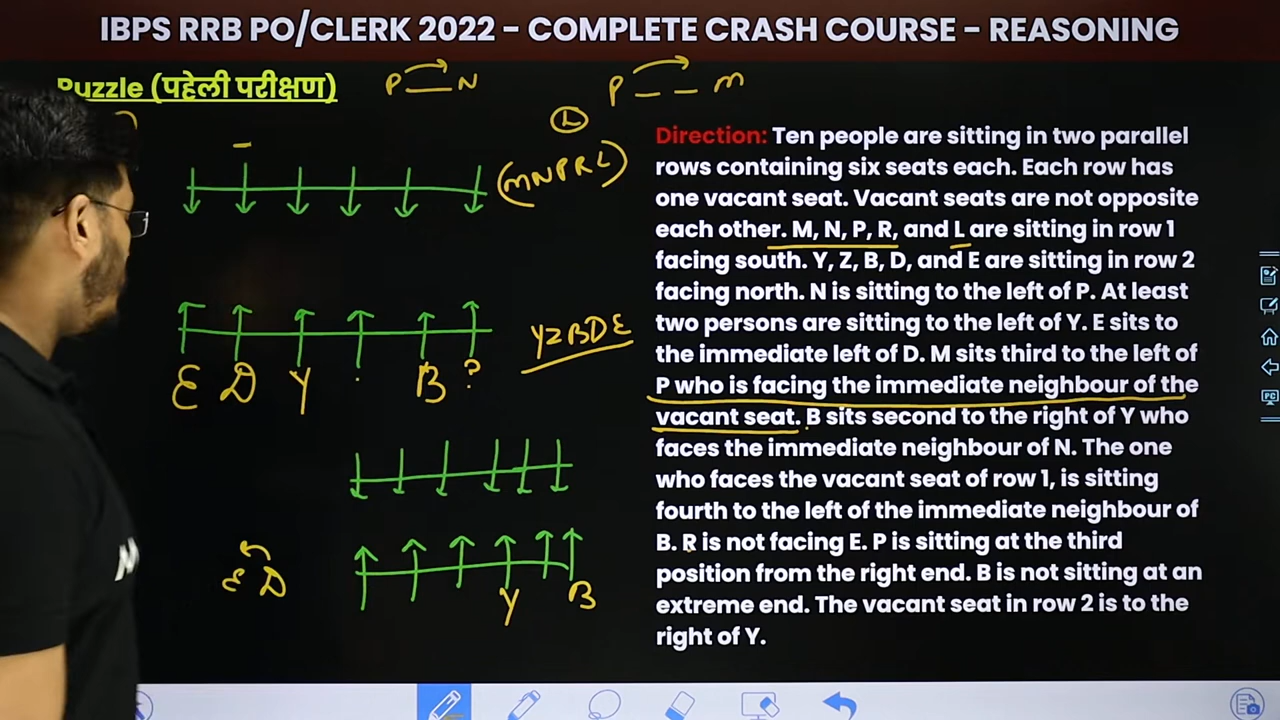 IBPS RRB PO/CLERK 2022 - COMPLETE CRASH COURSE - REASONING
Puzzle (पहेली परीक्षण)
P N
P _ _ M
L
(MNPRL)
Direction: Ten people are sitting in two parallel
rows containing six seats each. Each row has
one vacant seat. Vacant seats are not opposite
each other. M, N, P, R, and L are sitting in row 1
facing south. Y, Z, B, D, and E are sitting in row 2
facing north. N is sitting to the left of P. At least
two persons are sitting to the left of Y. E sits to
the immediate left of D. M sits third to the left of
P who is facing the immediate neighbour of the
vacant seat. B sits second to the right of Y who
faces the immediate neighbour of N. The one
who faces the vacant seat of row 1, is sitting
fourth to the left of the immediate neighbour of
B. R is not facing E. P is sitting at the third
position from the right end. B is not sitting at an
extreme end. The vacant seat in row 2 is to the
right of Y.
YZBDE
E D Y . B ?
E D
Y B
PC